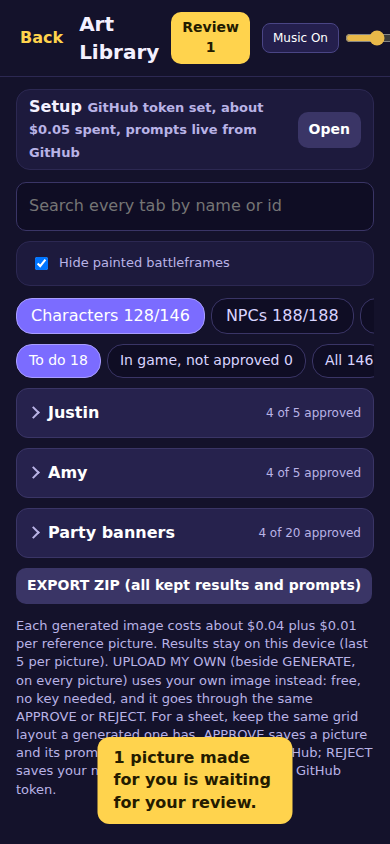 Back
Art
Library
Review
1
Music On
Setup GitHub token set, about
$0.05 spent, prompts live from
GitHub
Open
Search every tab by name or id
Hide painted battleframes
Characters 128/146
NPCs 188/188
To do 18
In game, not approved 0
All 146
Justin
4 of 5 approved
Amy
4 of 5 approved
Party banners
4 of 20 approved
EXPORT ZIP (all kept results and prompts)
Each generated image costs about $0.04 plus $0.01
per reference picture. Results stay on this device (last
5 per picture). UPLOAD MY OWN (beside GENERATE,
on every picture) uses your own image instead: free,
no key needed, and it goes through the same
APPROVE or REJECT. For a sheet, keep the same grid
layout a generated one has. APPROVE saves a picture
and its REJECT
saves your GitHub
token.
1 picture made
for you is waiting
for your review.